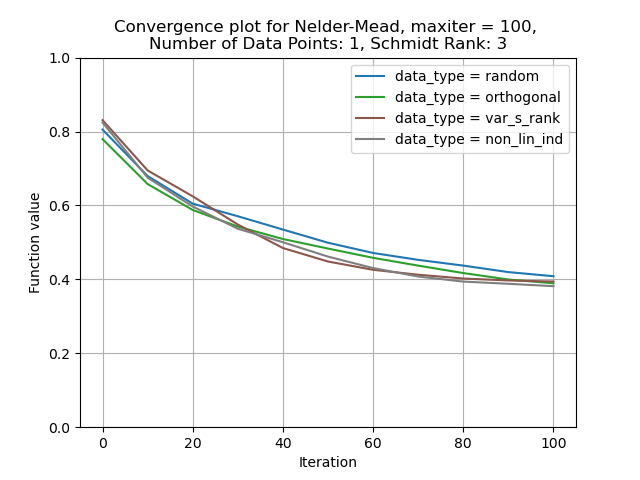 Convergence plot for Nelder-Mead, maxiter = 100,
Number of Data Points: 1, Schmidt Rank: 3
1.0
0.8
0.6
0.4
0.2
0.0
Function value
data_type = random
data_type = orthogonal
data_type = var_s_rank
data_type = non_lin_ind
0 20 40 60 80 100
Iteration